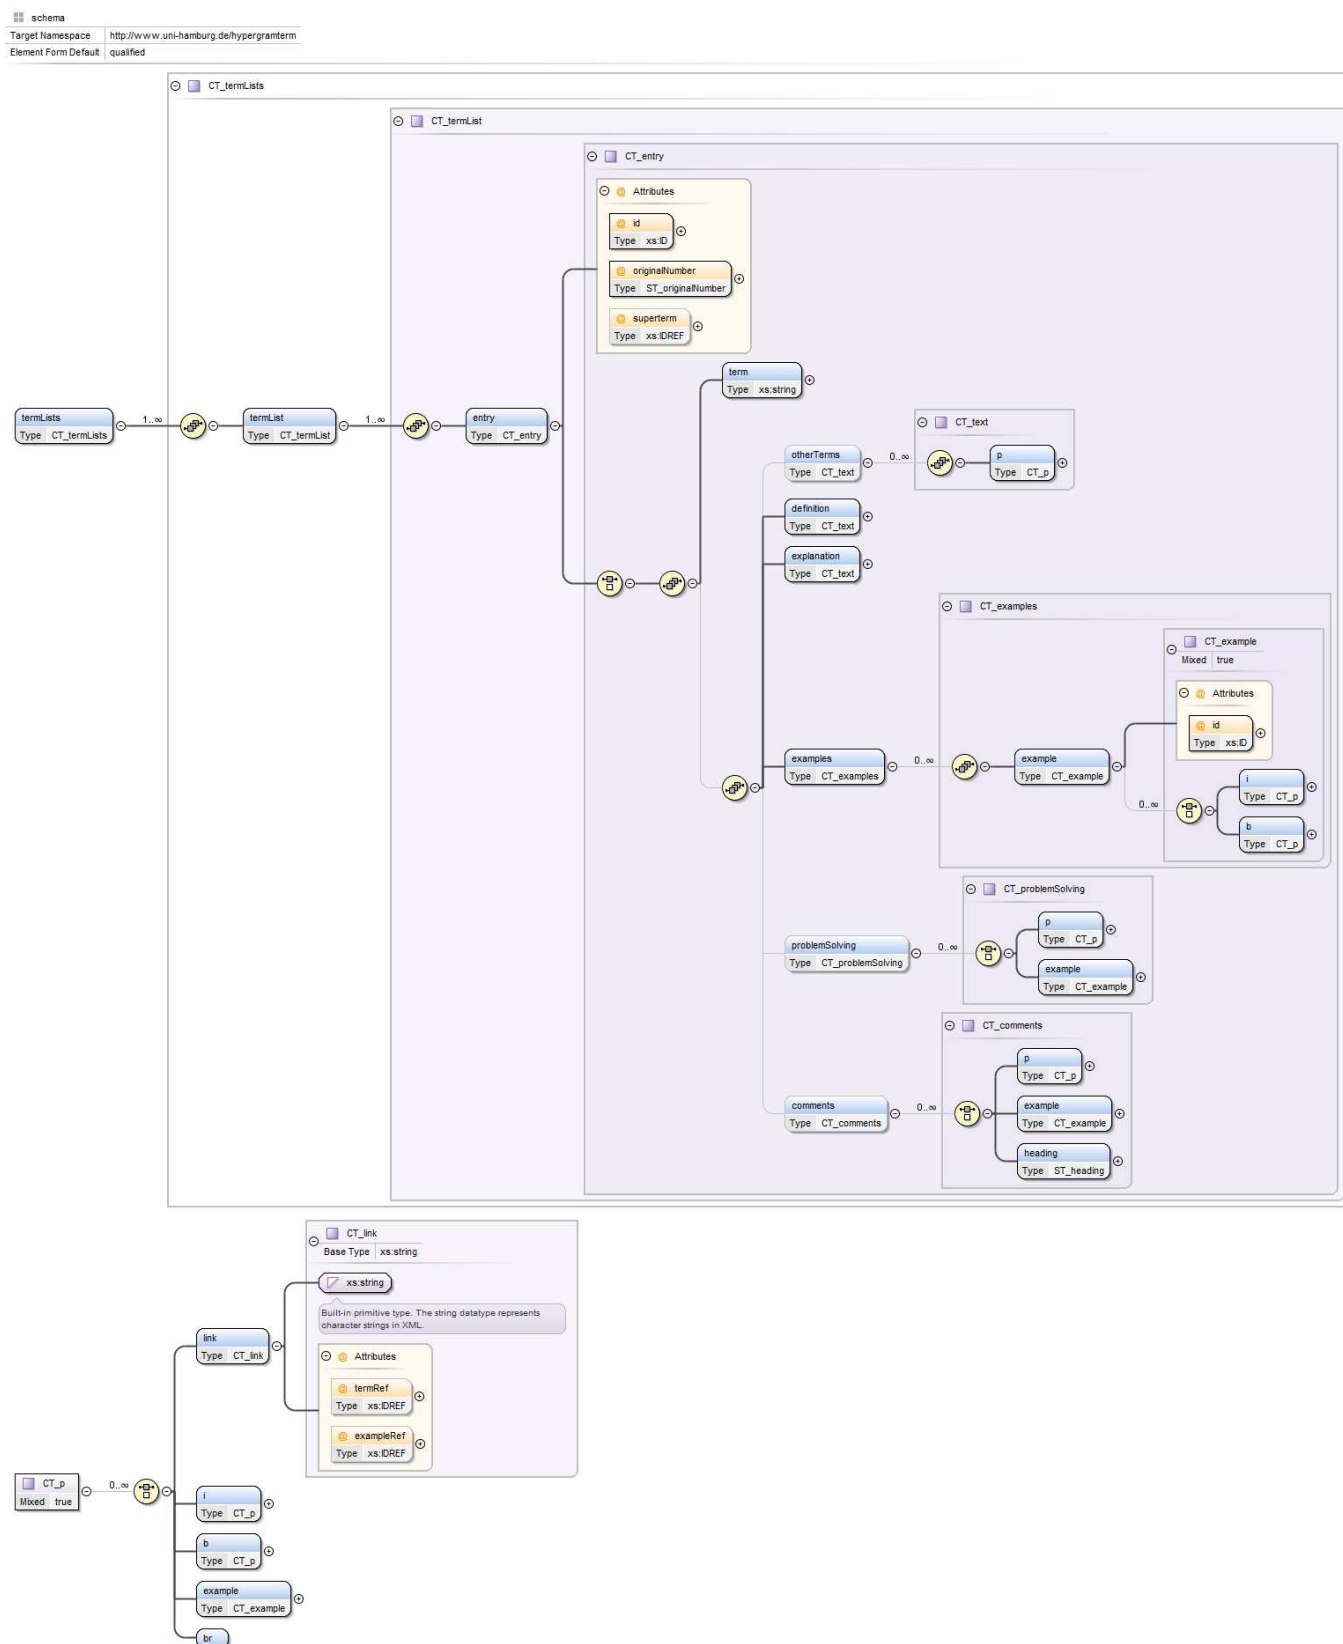 schema
Target Namespace http://www.uni-hamburg.de/hypergramterm
Element Form Default qualified
CT_termLists
CT_termList
CT_entry
@ Attributes
@ id
Type xs:ID
@ originalNumber
Type ST_originalNumber
@ superterm
Type xs:IDREF
term
Type xs:string
termLists
Type CT_termLists
1..∞
termList
Type CT_termList
1..∞
entry
Type CT_entry
otherTerms
Type CT_text
0..∞
CT_text
p
Type CT_p
definition
Type CT_text
explanation
Type CT_text
CT_examples
CT_example
Mixed true
@ Attributes
@ id
Type xs:ID
examples
Type CT_examples
0..∞
example
Type CT_example
0..∞
i
Type CT_p
b
Type CT_p
CT_problemSolving
problemSolving
Type CT_problemSolving
0..∞
p
Type CT_p
example
Type CT_example
CT_comments
comments
Type CT_comments
0..∞
p
Type CT_p
example
Type CT_example
heading
Type ST_heading
CT_link
Base Type xs:string
xs:string
Built-in primitive type. The string datatype represents
character strings in XML.
link
Type CT_link
@ Attributes
@ termRef
Type xs:IDREF
@ exampleRef
Type xs:IDREF
CT_p
Mixed true
0..∞
i
Type CT_p
b
Type CT_p
example
Type CT_example
br